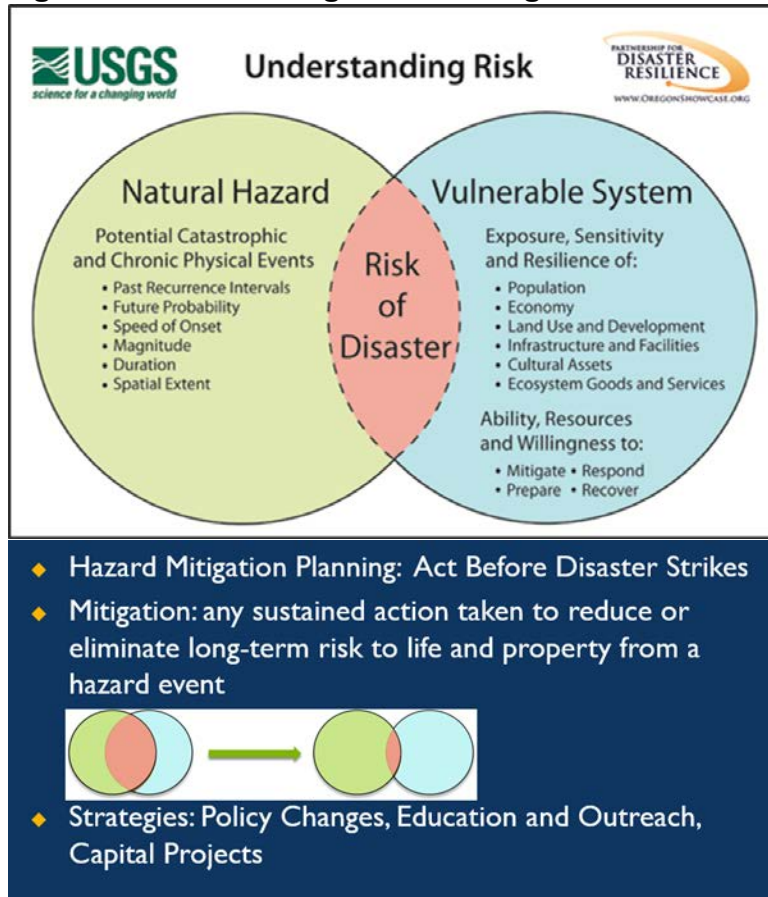 USGS
science for a changing world
Understanding Risk
PARTNERSHIP FOR
DISASTER
RESILIENCE
WWW.OREGONSHOWCASE.ORG
Natural Hazard
Potential Catastrophic
and Chronic Physical Events
• Past Recurrence Intervals
• Future Probability
• Speed of Onset
• Magnitude
• Duration
• Spatial Extent
Risk
of
Disaster
Vulnerable System
Exposure, Sensitivity
and Resilience of:
• Population
• Economy
• Land Use and Development
• Infrastructure and Facilities
• Cultural Assets
• Ecosystem Goods and Services
Ability, Resources
and Willingness to:
• Mitigate • Respond
• Prepare • Recover
Hazard Mitigation Planning: Act Before Disaster Strikes
Mitigation: any sustained action taken to reduce or
eliminate long-term risk to life and property from a
hazard event
Strategies: Policy Changes, Education and Outreach,
Capital Projects